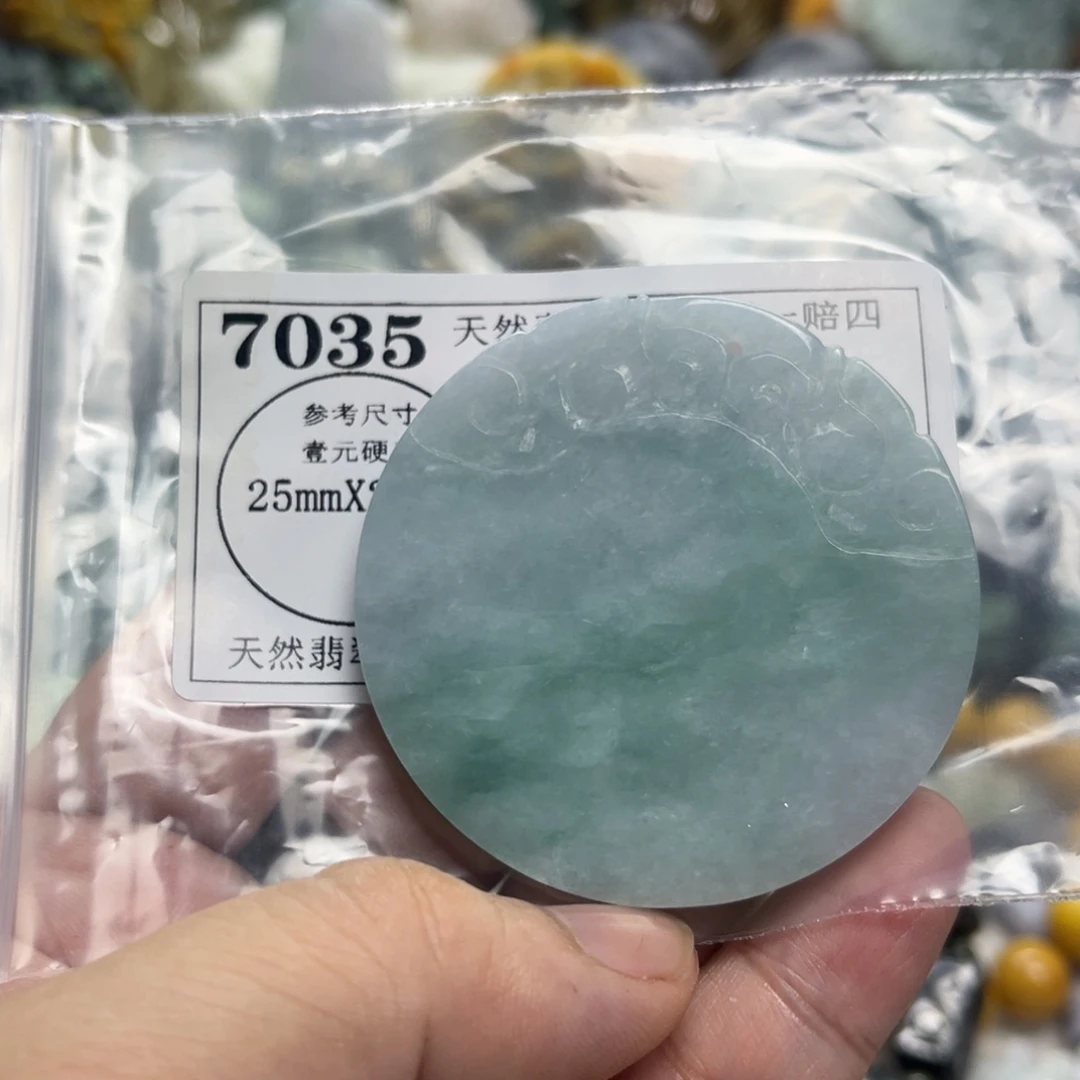 7035 天然 赔四
参考尺寸
壹元硬
25mmX
天然翡